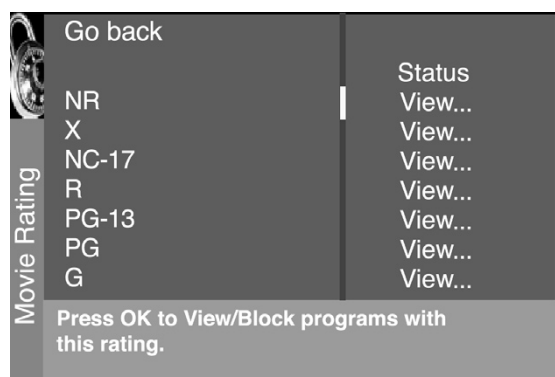 Go back
Status
NR View...
X View...
NC-17 View...
R View...
PG-13 View...
PG View...
G View...
Movie Rating
Press OK to View/Block programs with
this rating.